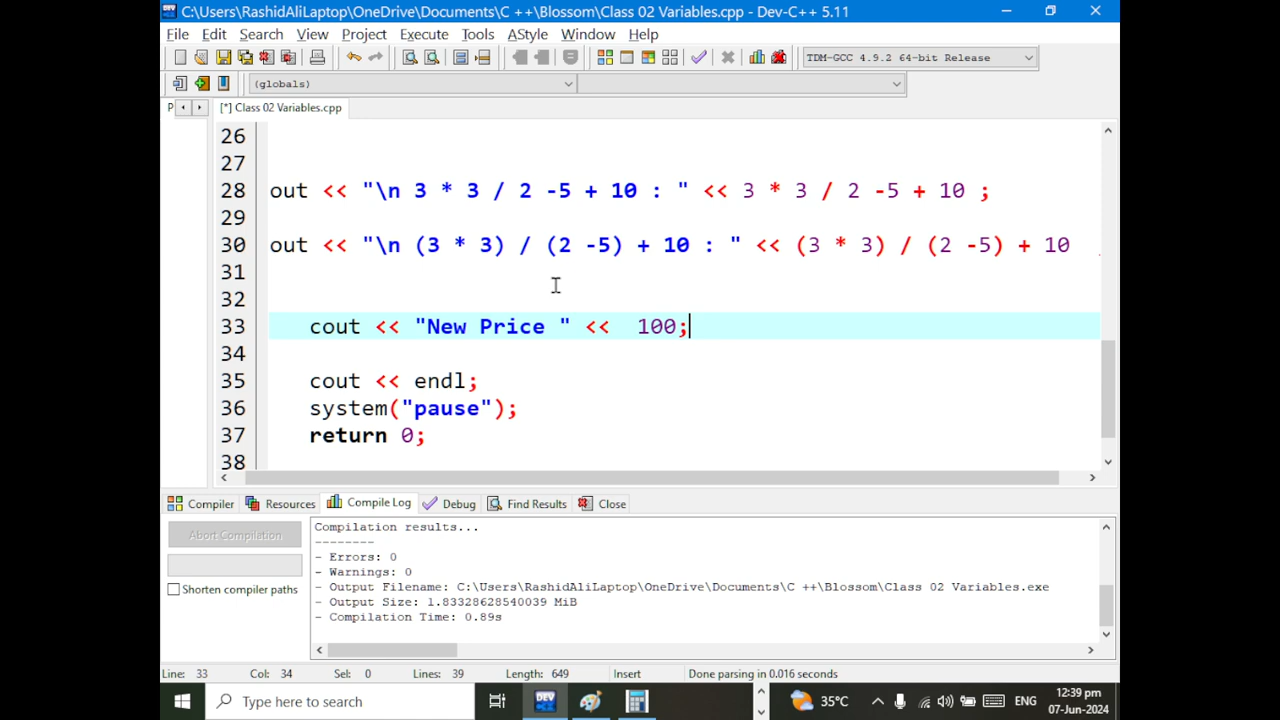 C:\Users\RashidAliLaptop\OneDrive\Documents\C ++\Blossom\Class 02 Variables.cpp - Dev-C++ 5.11
File Edit Search View Project Execute Tools AStyle Window Help
TDM-GCC 4.9.2 64-bit Release
(globals)
P [*] Class 02 Variables.cpp
26
27
28 out << "\n 3 * 3 / 2 -5 + 10 : " << 3 * 3 / 2 -5 + 10 ;
29
30 out << "\n (3 * 3) / (2 -5) + 10 : " << (3 * 3) / (2 -5) + 10
31
32
33 cout << "New Price " <<  100;
34
35 cout << endl;
36 system("pause");
37 return 0;
38
Compiler Resources Compile Log Debug Find Results Close
Abort Compilation
Shorten compiler paths
Compilation results...
--------
- Errors: 0
- Warnings: 0
- Output Filename: C:\Users\RashidAliLaptop\OneDrive\Documents\C ++\Blossom\Class 02 Variables.exe
- Output Size: 1.83328628540039 MiB
- Compilation Time: 0.89s
Line: 33 Col: 34 Sel: 0 Lines: 39 Length: 649 Insert Done parsing in 0.016 seconds
Type here to search
DEV
35°C
ENG
12:39 pm
07-Jun-2024